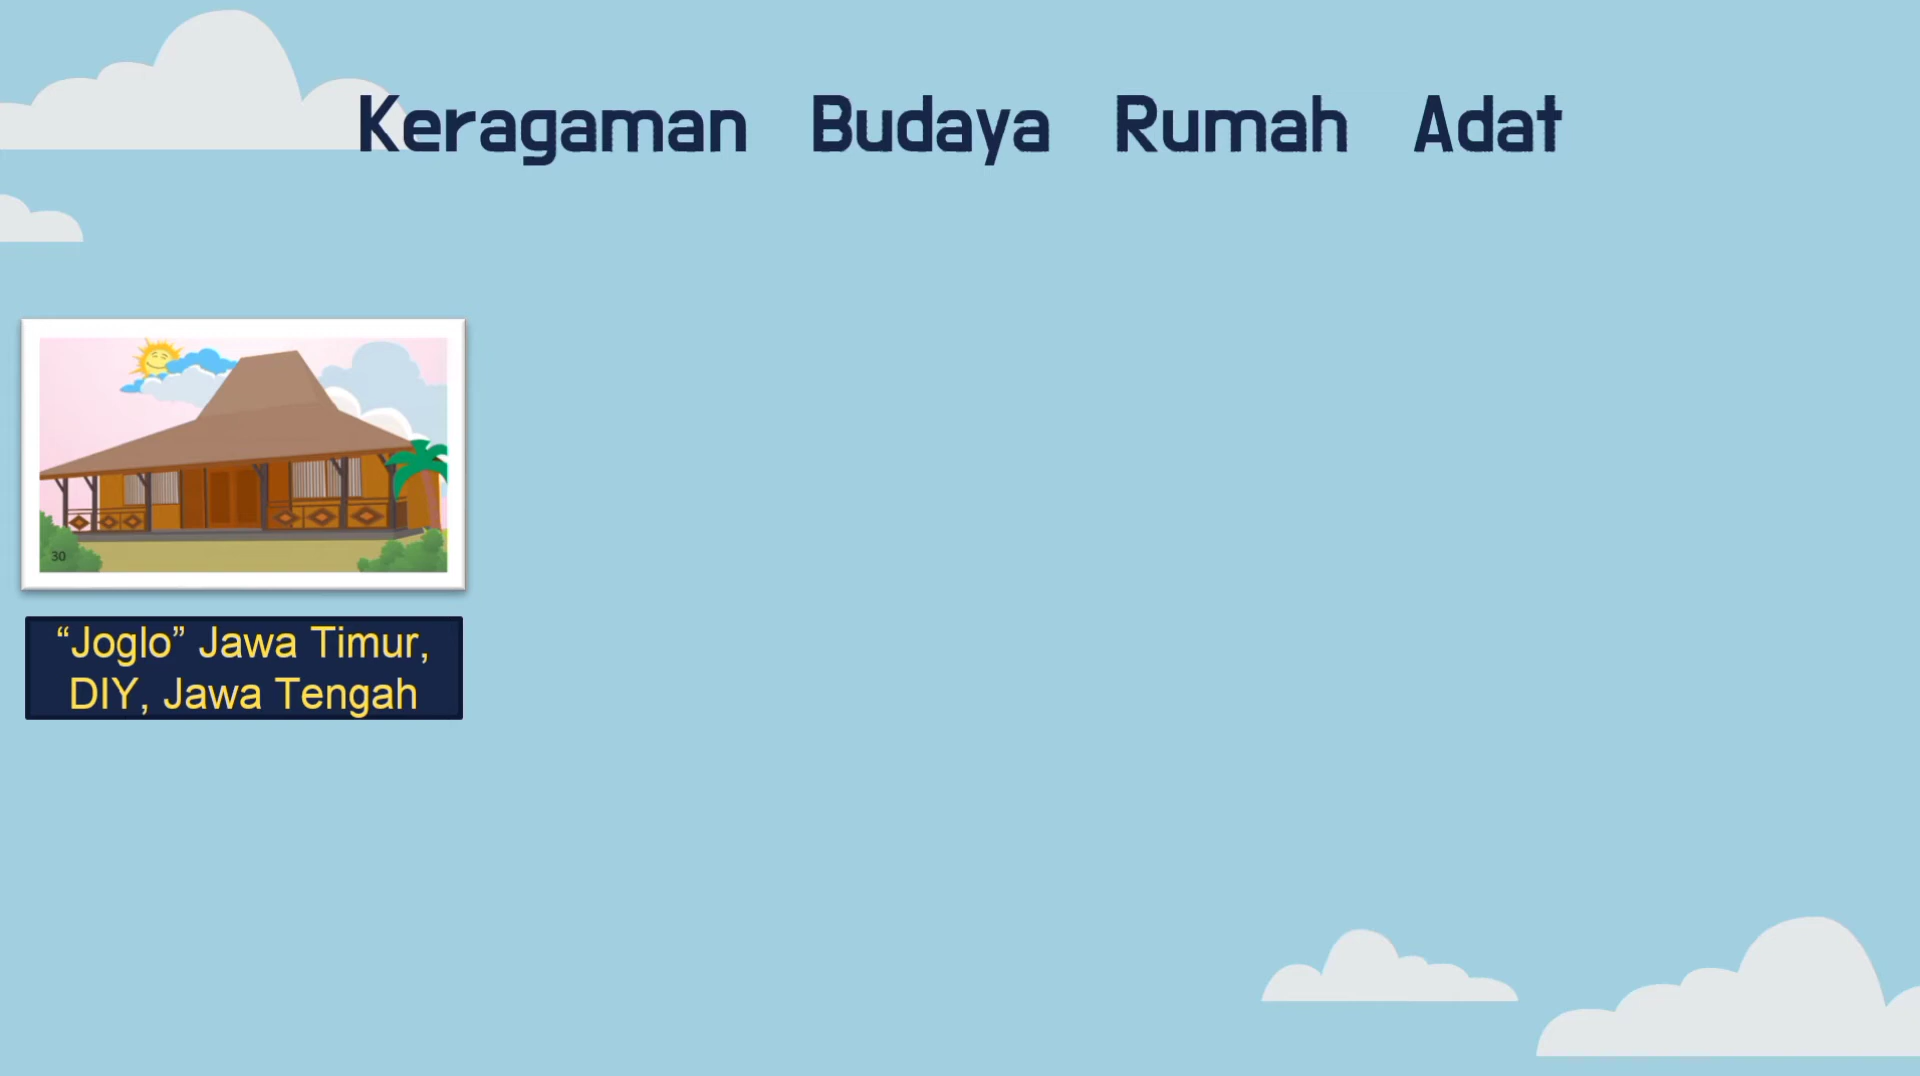 Keragaman Budaya Rumah Adat
30
“Joglo” Jawa Timur,
DIY, Jawa Tengah